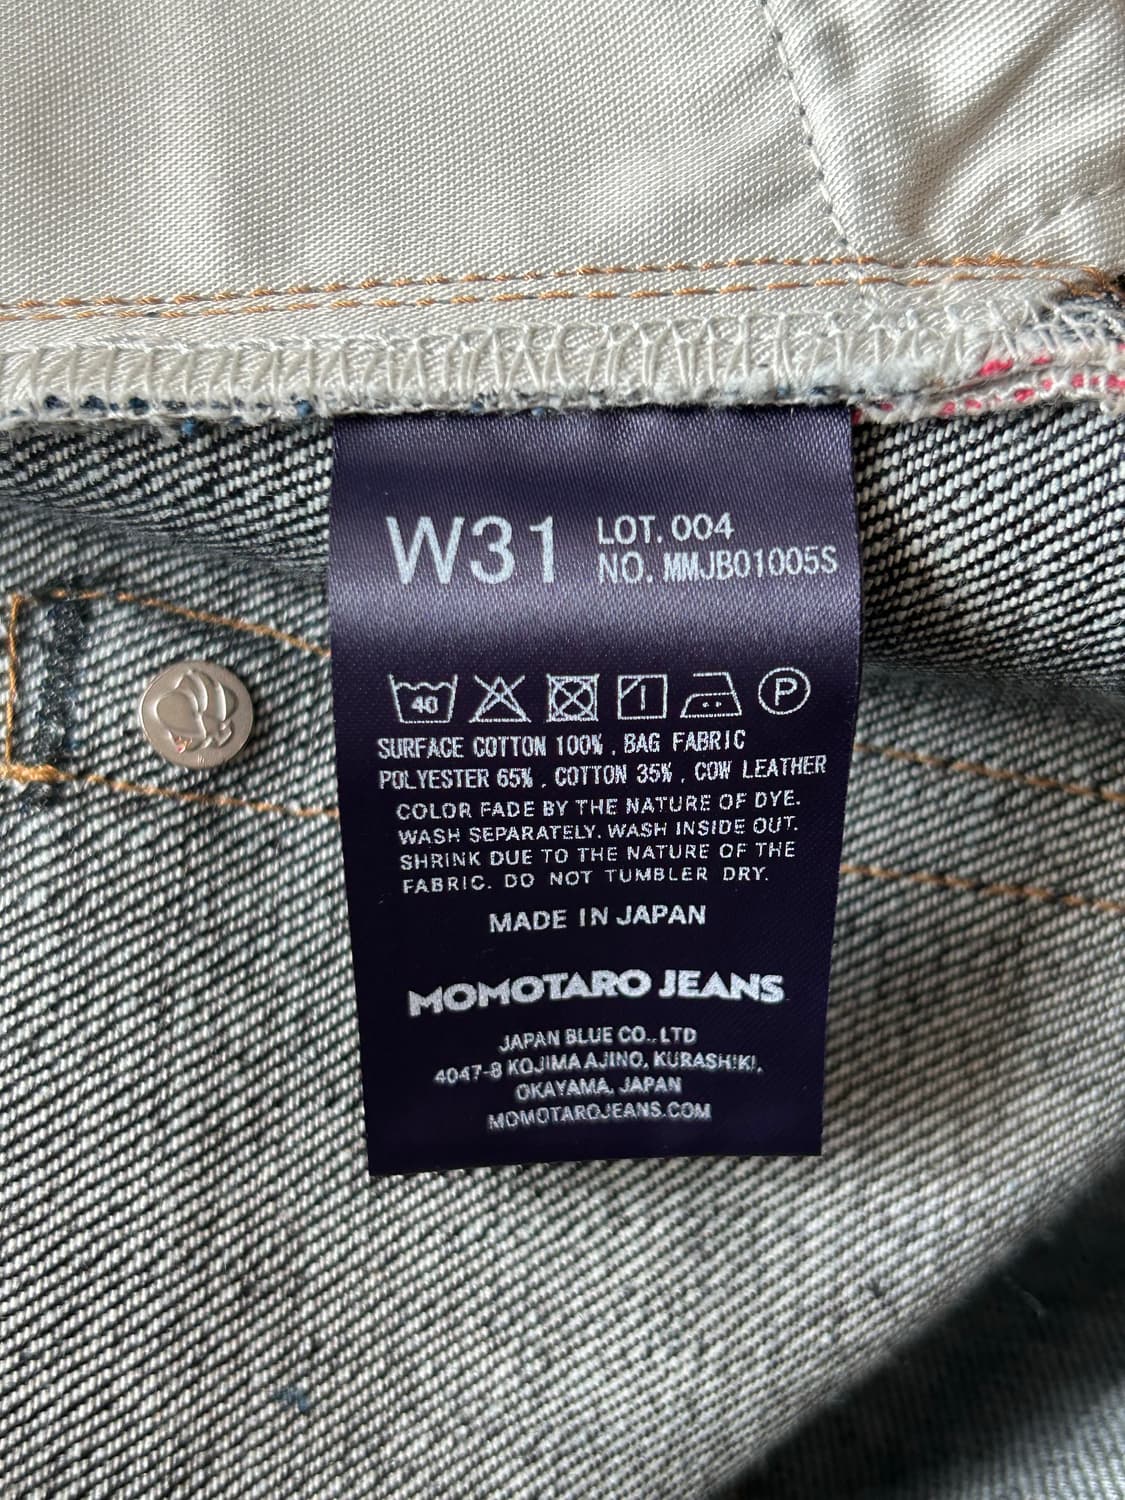 W31 LOT. 004
NO. MMJB01005S
40 P
SURFACE COTTON 100% , BAG FABRIC
POLYESTER 65% , COTTON 35% , COW LEATHER
COLOR FADE BY THE NATURE OF DYE.
WASH SEPARATELY. WASH INSIDE OUT.
SHRINK DUE TO THE NATURE OF THE
FABRIC. DO NOT TUMBLER DRY.
MADE IN JAPAN
MOMOTARO JEANS
JAPAN BLUE CO., LTD
4047-8 KOJIMA AJINO, KURASHIKI,
OKAYAMA, JAPAN
MOMOTAROJEANS.COM